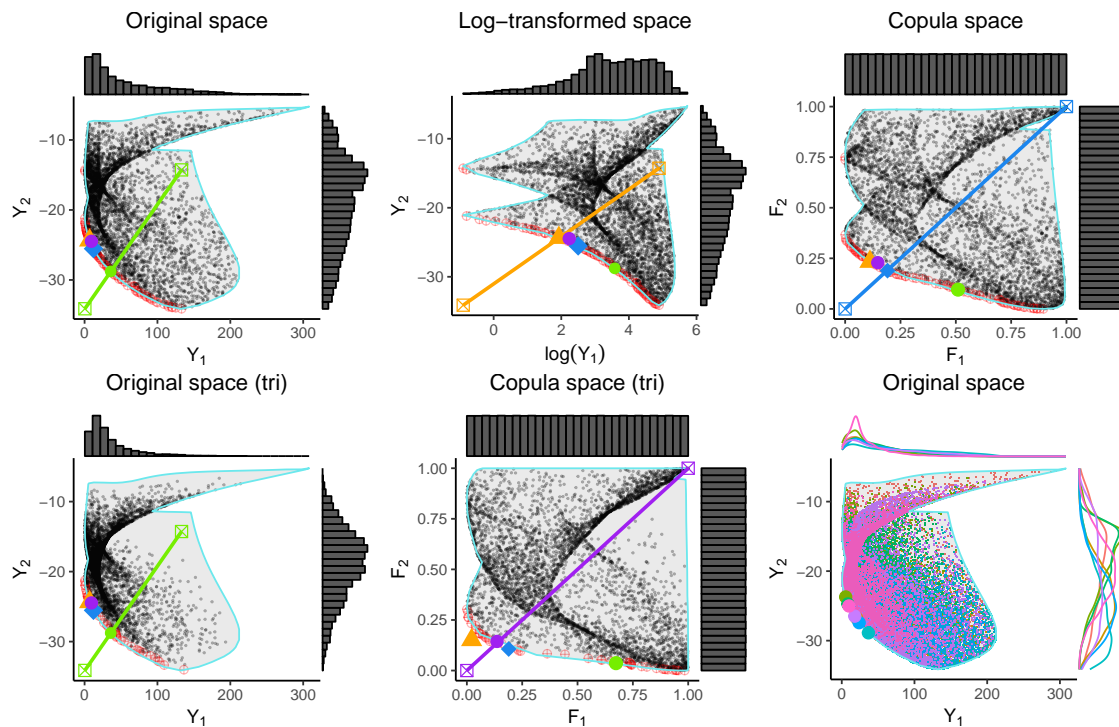 Original space
Log−transformed space
Copula space
−10
−20
−30
Y2
0 100 200 300
Y1
−10
−20
−30
Y2
0 2 4 6
log(Y1)
1.00
0.75
0.50
0.25
0.00
F2
0.00 0.25 0.50 0.75 1.00
F1
Original space (tri)
Copula space (tri)
Original space
−10
−20
−30
Y2
0 100 200 300
Y1
1.00
0.75
0.50
0.25
0.00
F2
0.00 0.25 0.50 0.75 1.00
F1
−10
−20
−30
Y2
0 100 200 300
Y1